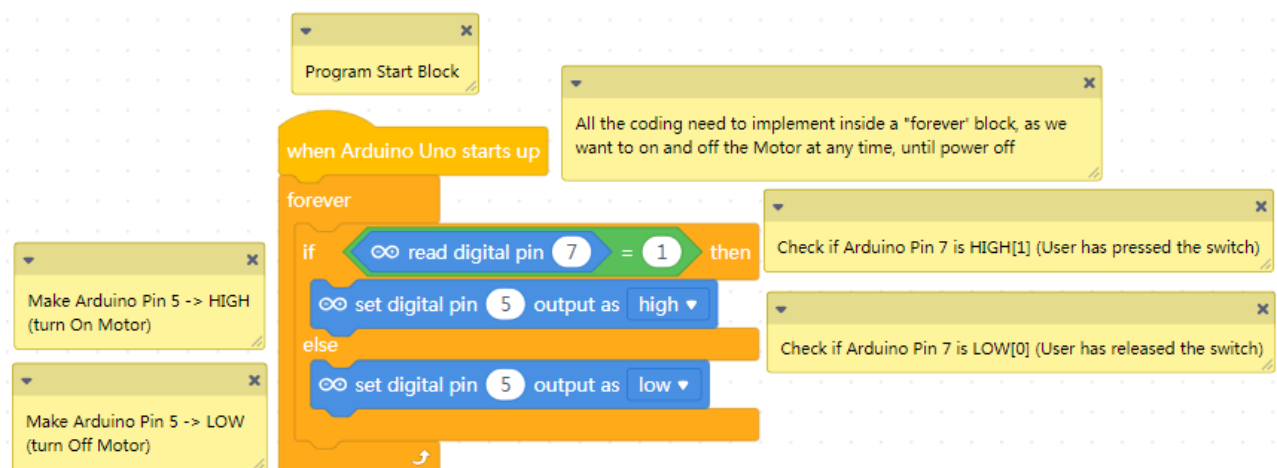 Program Start Block
All the coding need to implement inside a "forever' block, as we
want to on and off the Motor at any time, until power off
when Arduino Uno starts up
forever
if read digital pin 7 = 1 then
Check if Arduino Pin 7 is HIGH[1] (User has pressed the switch)
Make Arduino Pin 5 -> HIGH
(turn On Motor)
set digital pin 5 output as high
else
Check if Arduino Pin 7 is LOW[0] (User has released the switch)
set digital pin 5 output as low
Make Arduino Pin 5 -> LOW
(turn Off Motor)